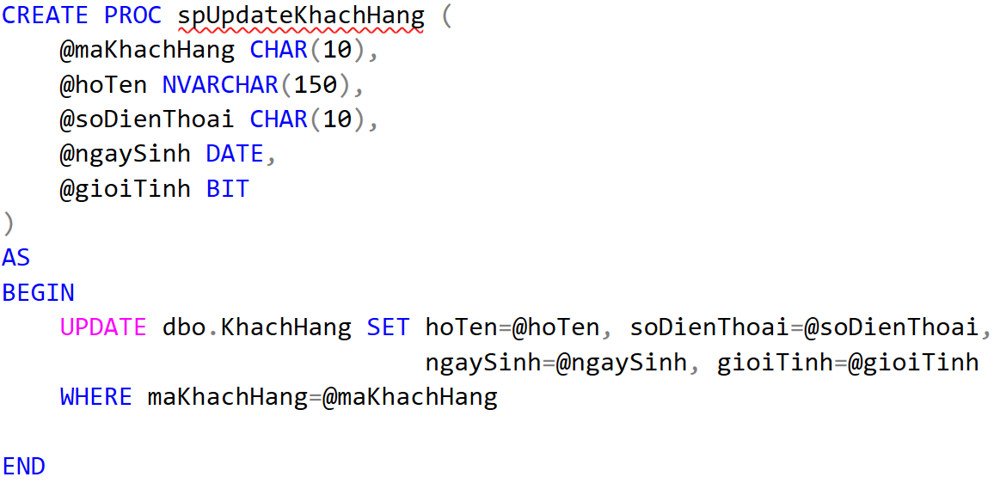 CREATE PROC spUpdateKhachHang (
    @maKhachHang CHAR(10),
    @hoTen NVARCHAR(150),
    @soDienThoai CHAR(10),
    @ngaySinh DATE,
    @gioiTinh BIT
)
AS
BEGIN
    UPDATE dbo.KhachHang SET hoTen=@hoTen, soDienThoai=@soDienThoai,
                             ngaySinh=@ngaySinh, gioiTinh=@gioiTinh
    WHERE maKhachHang=@maKhachHang
END